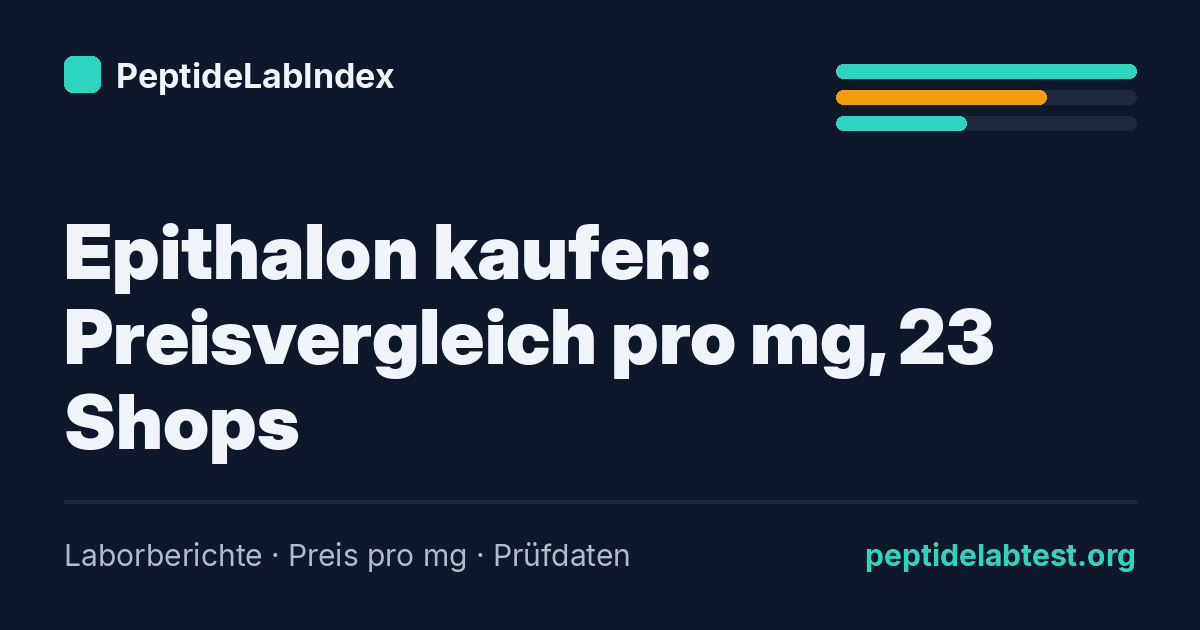 PeptideLabIndex
Epithalon kaufen:
Preisvergleich pro mg, 23
Shops
Laborberichte · Preis pro mg · Prüfdaten
peptidelabtest.org